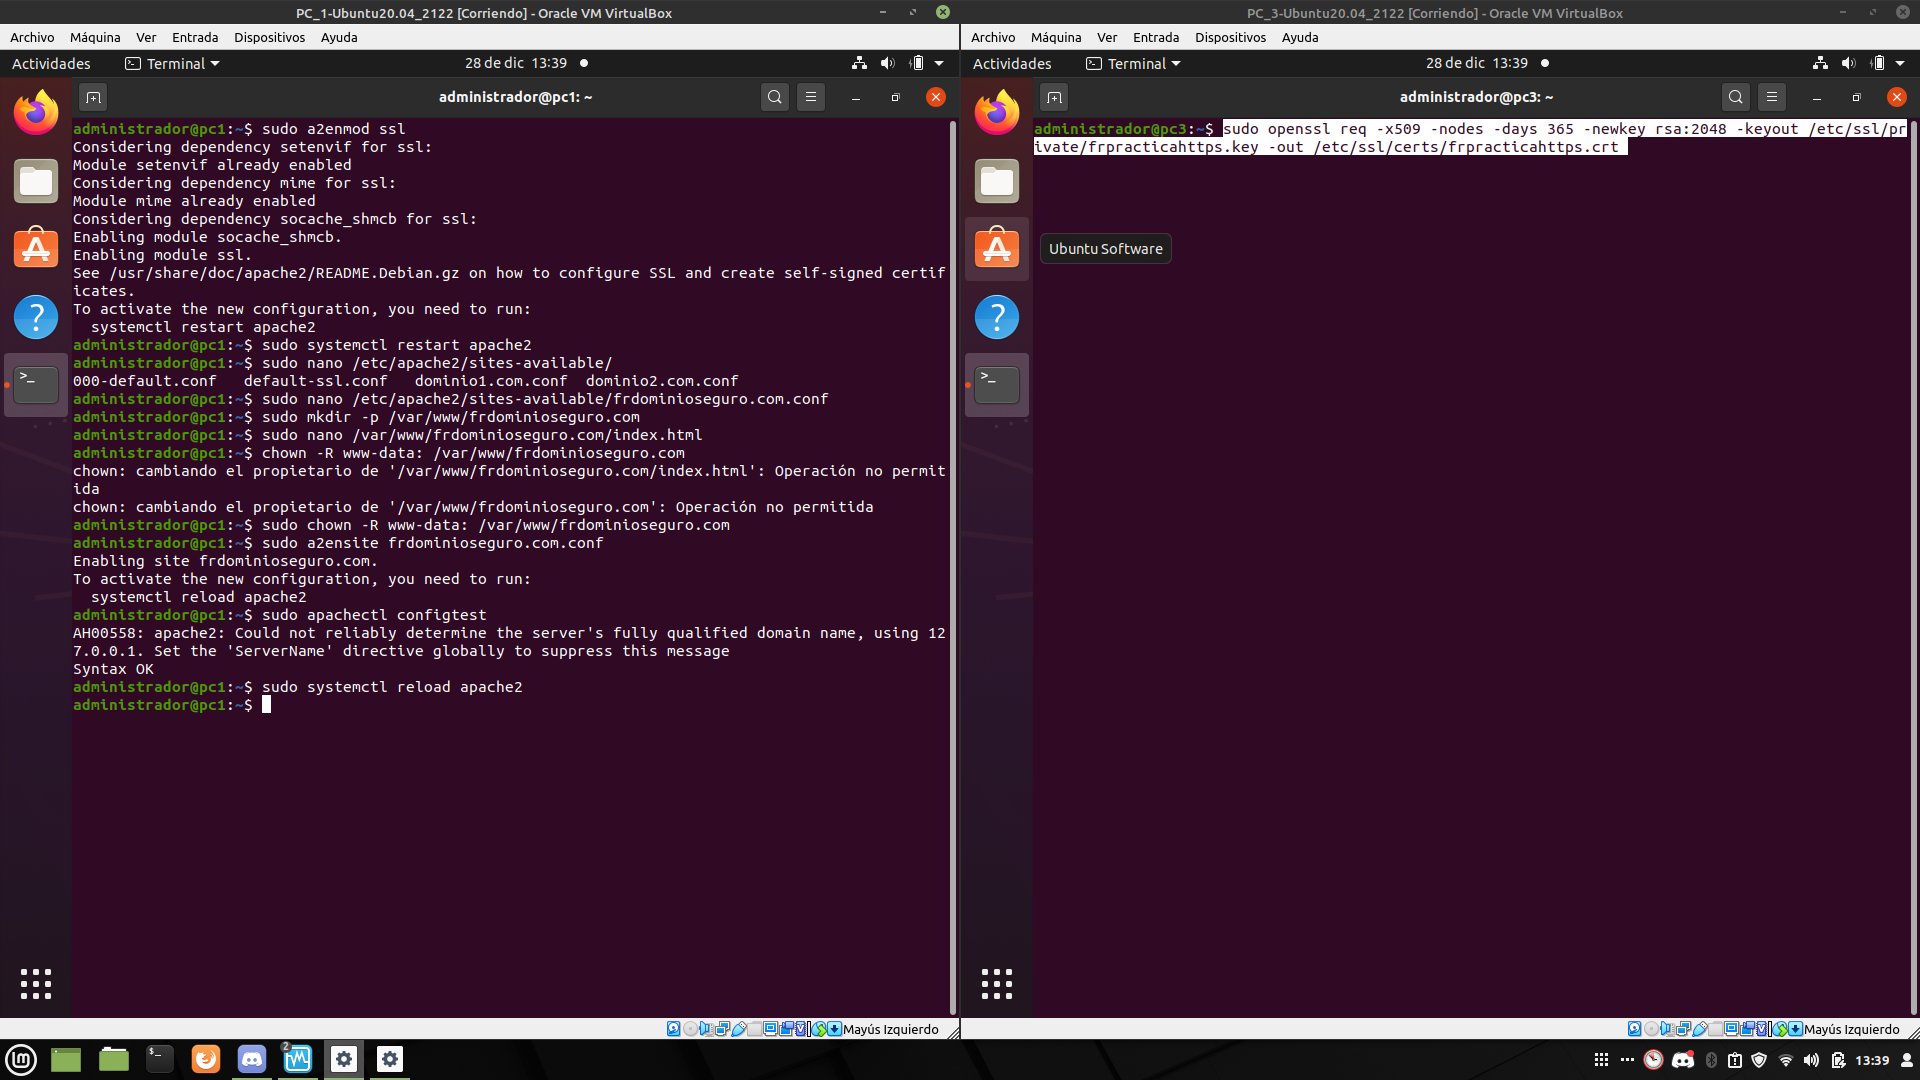 PC_1-Ubuntu20.04_2122 [Corriendo] - Oracle VM VirtualBox
Archivo Máquina Ver Entrada Dispositivos Ayuda
Actividades Terminal 28 de dic 13:39
administrador@pc1: ~
administrador@pc1:~$ sudo a2enmod ssl
Considering dependency setenvif for ssl:
Module setenvif already enabled
Considering dependency mime for ssl:
Module mime already enabled
Considering dependency socache_shmcb for ssl:
Enabling module socache_shmcb.
Enabling module ssl.
See /usr/share/doc/apache2/README.Debian.gz on how to configure SSL and create self-signed certif
icates.
To activate the new configuration, you need to run:
  systemctl restart apache2
administrador@pc1:~$ sudo systemctl restart apache2
administrador@pc1:~$ sudo nano /etc/apache2/sites-available/
000-default.conf   default-ssl.conf   dominio1.com.conf  dominio2.com.conf
administrador@pc1:~$ sudo nano /etc/apache2/sites-available/frdominioseguro.com.conf
administrador@pc1:~$ sudo mkdir -p /var/www/frdominioseguro.com
administrador@pc1:~$ sudo nano /var/www/frdominioseguro.com/index.html
administrador@pc1:~$ chown -R www-data: /var/www/frdominioseguro.com
chown: cambiando el propietario de '/var/www/frdominioseguro.com/index.html': Operación no permit
ida
chown: cambiando el propietario de '/var/www/frdominioseguro.com': Operación no permitida
administrador@pc1:~$ sudo chown -R www-data: /var/www/frdominioseguro.com
administrador@pc1:~$ sudo a2ensite frdominioseguro.com.conf
Enabling site frdominioseguro.com.
To activate the new configuration, you need to run:
  systemctl reload apache2
administrador@pc1:~$ sudo apachectl configtest
AH00558: apache2: Could not reliably determine the server's fully qualified domain name, using 12
7.0.0.1. Set the 'ServerName' directive globally to suppress this message
Syntax OK
administrador@pc1:~$ sudo systemctl reload apache2
administrador@pc1:~$
Mayús Izquierdo
PC_3-Ubuntu20.04_2122 [Corriendo] - Oracle VM VirtualBox
Archivo Máquina Ver Entrada Dispositivos Ayuda
Actividades Terminal 28 de dic 13:39
administrador@pc3: ~
administrador@pc3:~$ sudo openssl req -x509 -nodes -days 365 -newkey rsa:2048 -keyout /etc/ssl/pr
ivate/frpracticahttps.key -out /etc/ssl/certs/frpracticahttps.crt
Ubuntu Software
Mayús Izquierdo
2
13:39